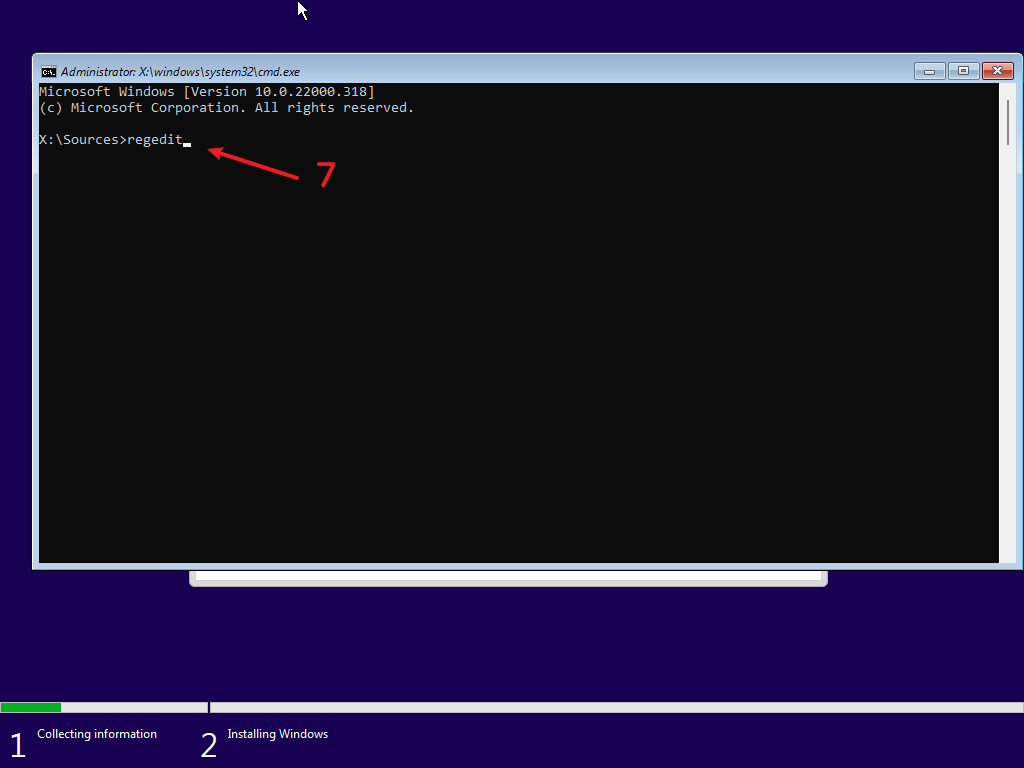 Administrator: X:\windows\system32\cmd.exe
Microsoft Windows [Version 10.0.22000.318]
(c) Microsoft Corporation. All rights reserved.
X:\Sources>regedit
7
1 Collecting information
2 Installing Windows